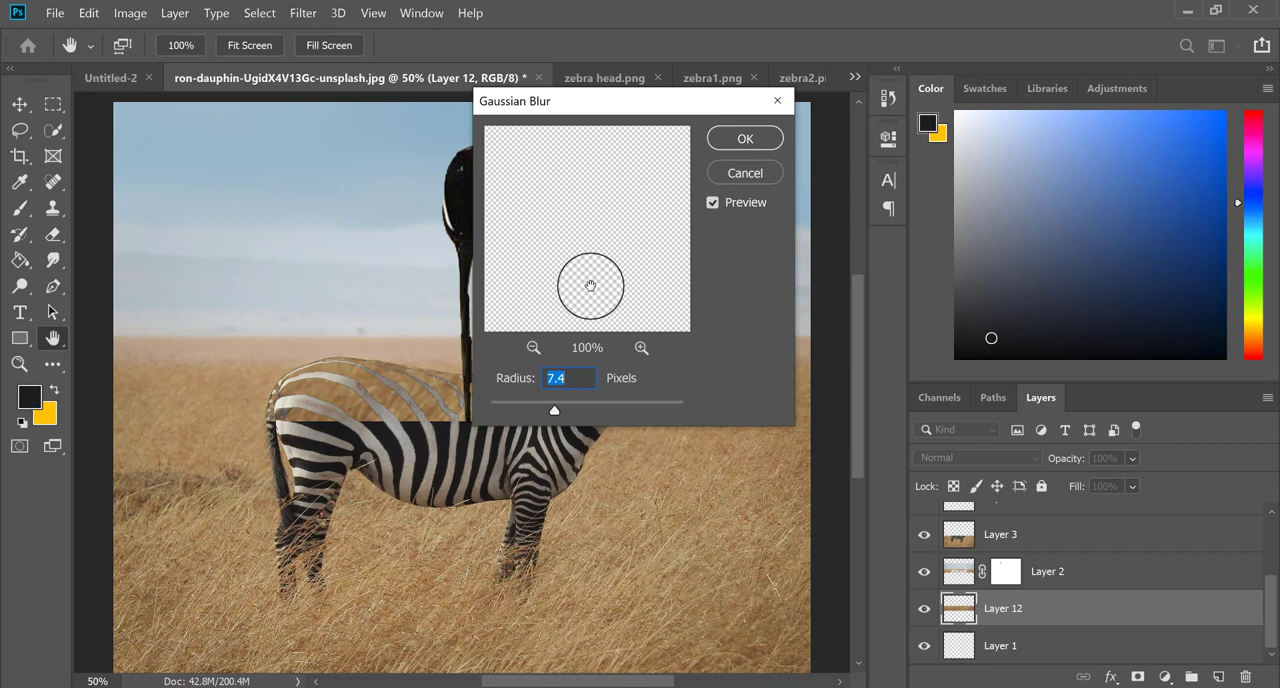 Ps File Edit Image Layer Type Select Filter 3D View Window Help
100% Fit Screen Fill Screen
Untitled-2 ron-dauphin-UgidX4V13Gc-unsplash.jpg @ 50% (Layer 12, RGB/8) * zebra head.png zebra1.png zebra2.p
Gaussian Blur
OK
Cancel
Preview
100%
Radius: 7.4 Pixels
Color Swatches Libraries Adjustments
Channels Paths Layers
Kind
Normal Opacity: 100%
Lock: Fill: 100%
Layer 3
Layer 2
Layer 12
Layer 1
50% Doc: 42.8M/200.4M